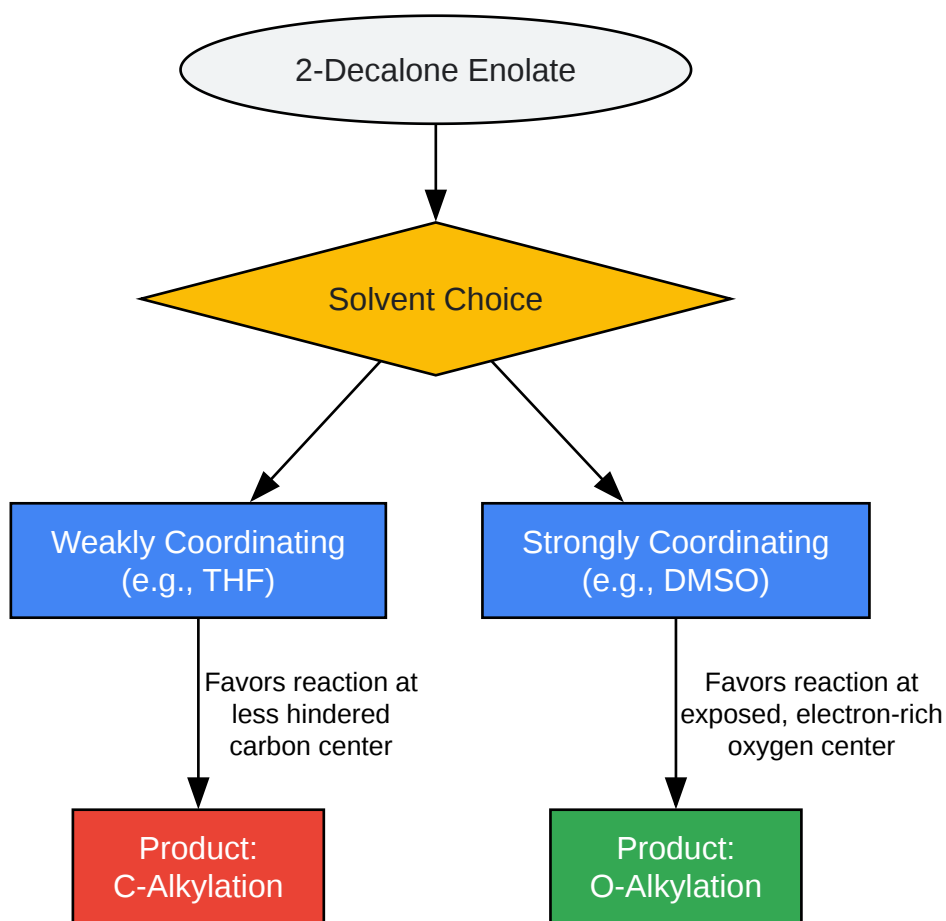 2-Decalone Enolate
Solvent Choice
Weakly Coordinating
(e.g., THF)
Strongly Coordinating
(e.g., DMSO)
Favors reaction at
less hindered
carbon center
Favors reaction at
exposed, electron-rich
oxygen center
Product:
C-Alkylation
Product:
O-Alkylation